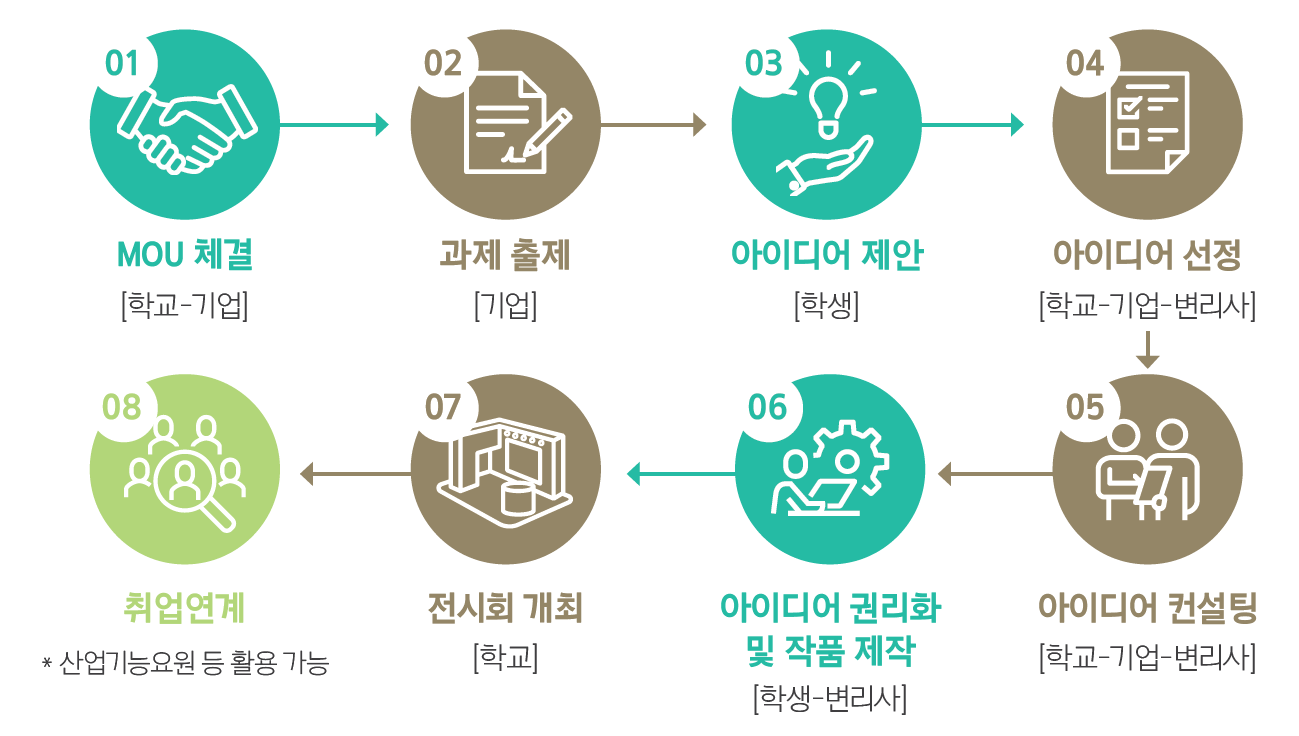 01
MOU 체결
[학교-기업]
02
과제 출제
[기업]
03
아이디어 제안
[학생]
04
아이디어 선정
[학교-기업-변리사]
05
아이디어 컨설팅
[학교-기업-변리사]
06
아이디어 권리화
및 작품 제작
[학생-변리사]
07
전시회 개최
[학교]
08
취업연계
* 산업기능요원 등 활용 가능